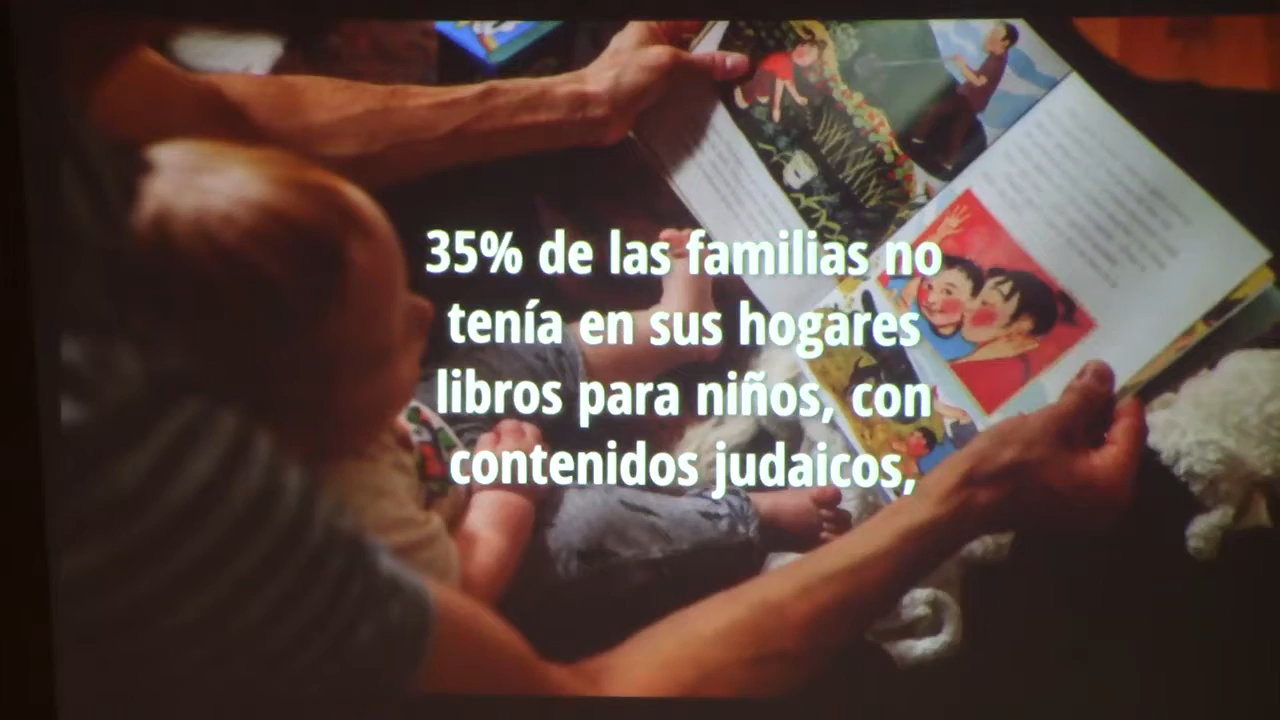 35% de las familias no
tenía en sus hogares
libros para niños, con
contenidos judaicos,